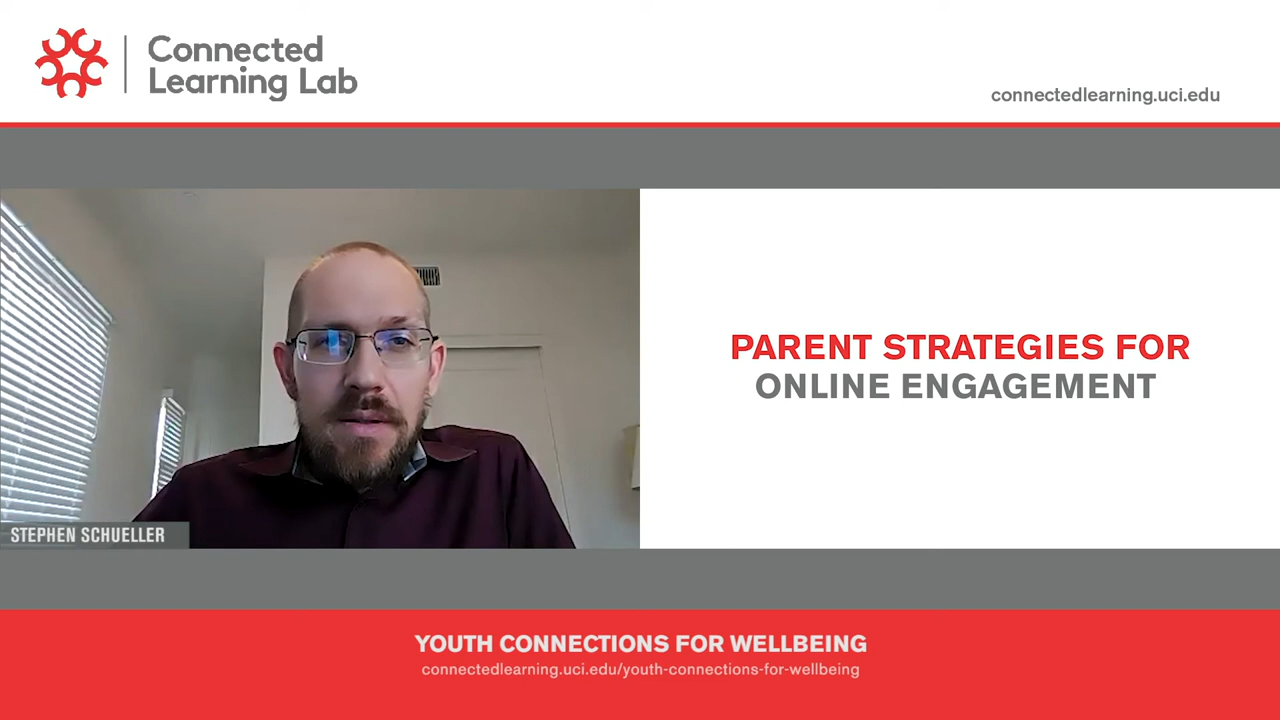 Connected
Learning Lab
connectedlearning.uci.edu
PARENT STRATEGIES FOR
ONLINE ENGAGEMENT
STEPHEN SCHUELLER
YOUTH CONNECTIONS FOR WELLBEING
connectedlearning.uci.edu/youth-connections-for-wellbeing